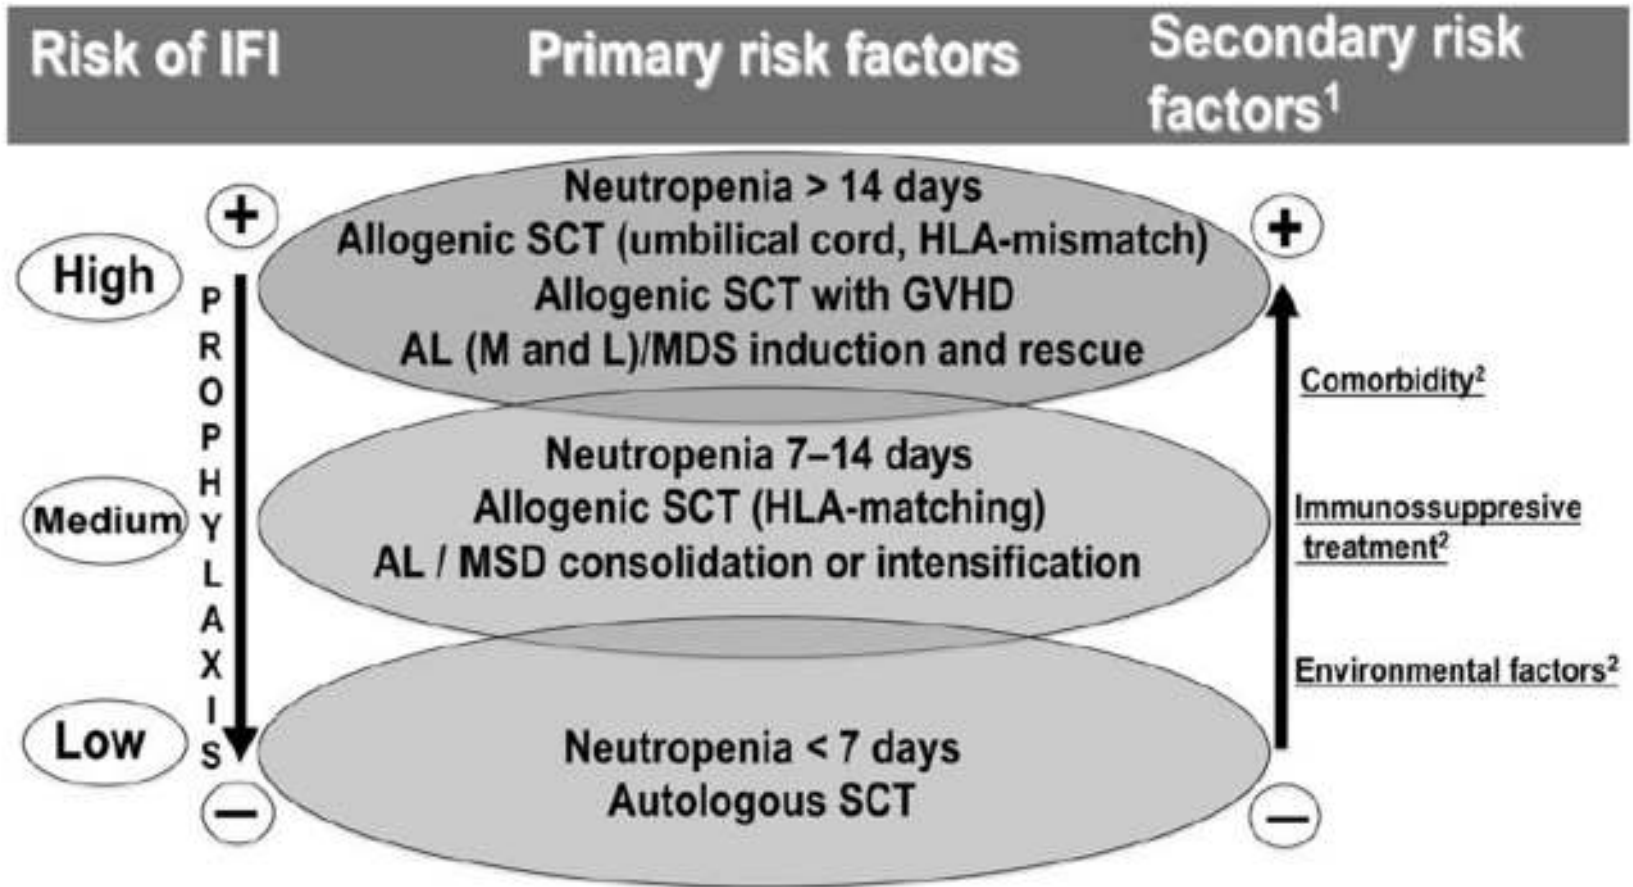 Risk of IFI
Primary risk factors
Secondary risk
factors¹
+
High
PROPHYLAXIS
Medium
Low
−
Neutropenia > 14 days
Allogenic SCT (umbilical cord, HLA-mismatch)
Allogenic SCT with GVHD
AL (M and L)/MDS induction and rescue
Neutropenia 7–14 days
Allogenic SCT (HLA-matching)
AL / MSD consolidation or intensification
Neutropenia < 7 days
Autologous SCT
+
Comorbidity²
Immunossuppresive
treatment²
Environmental factors²
−